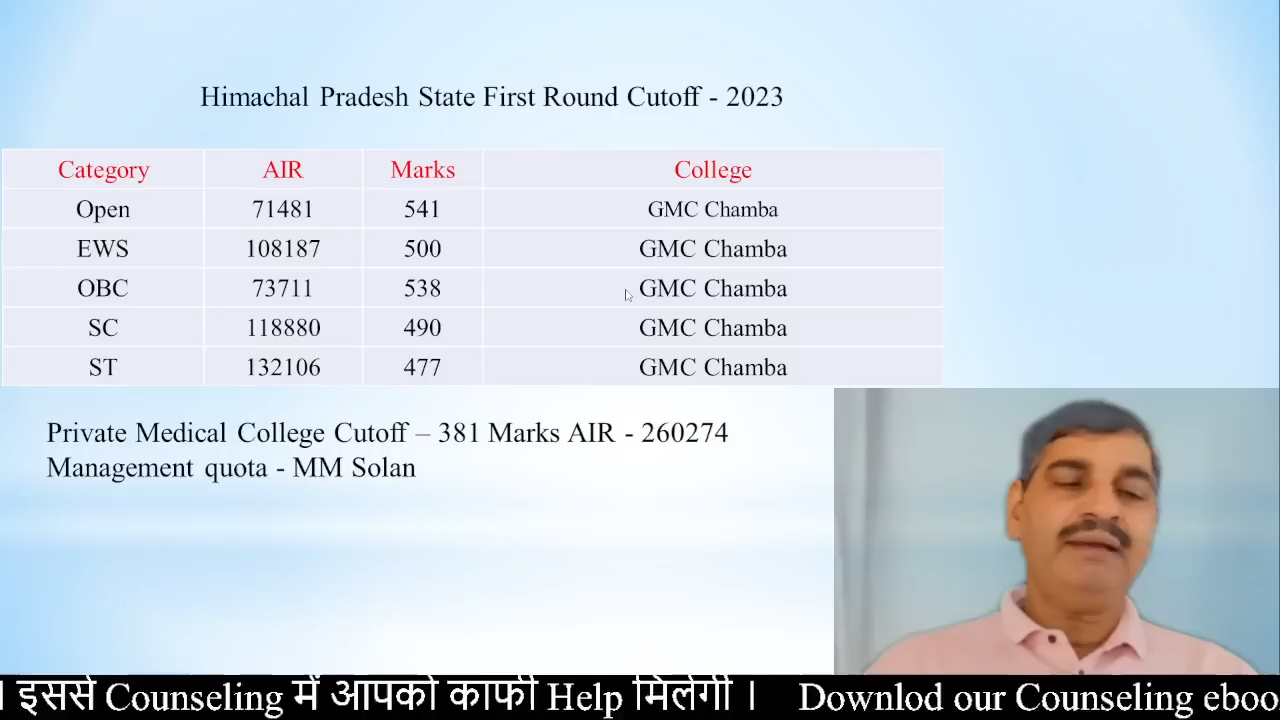 Himachal Pradesh State First Round Cutoff - 2023
Category AIR Marks College
Open 71481 541 GMC Chamba
EWS 108187 500 GMC Chamba
OBC 73711 538 GMC Chamba
SC 118880 490 GMC Chamba
ST 132106 477 GMC Chamba
Private Medical College Cutoff – 381 Marks AIR - 260274
Management quota - MM Solan
। इससे Counseling में आपको काफी Help मिलेगी । Downlod our Counseling eboo